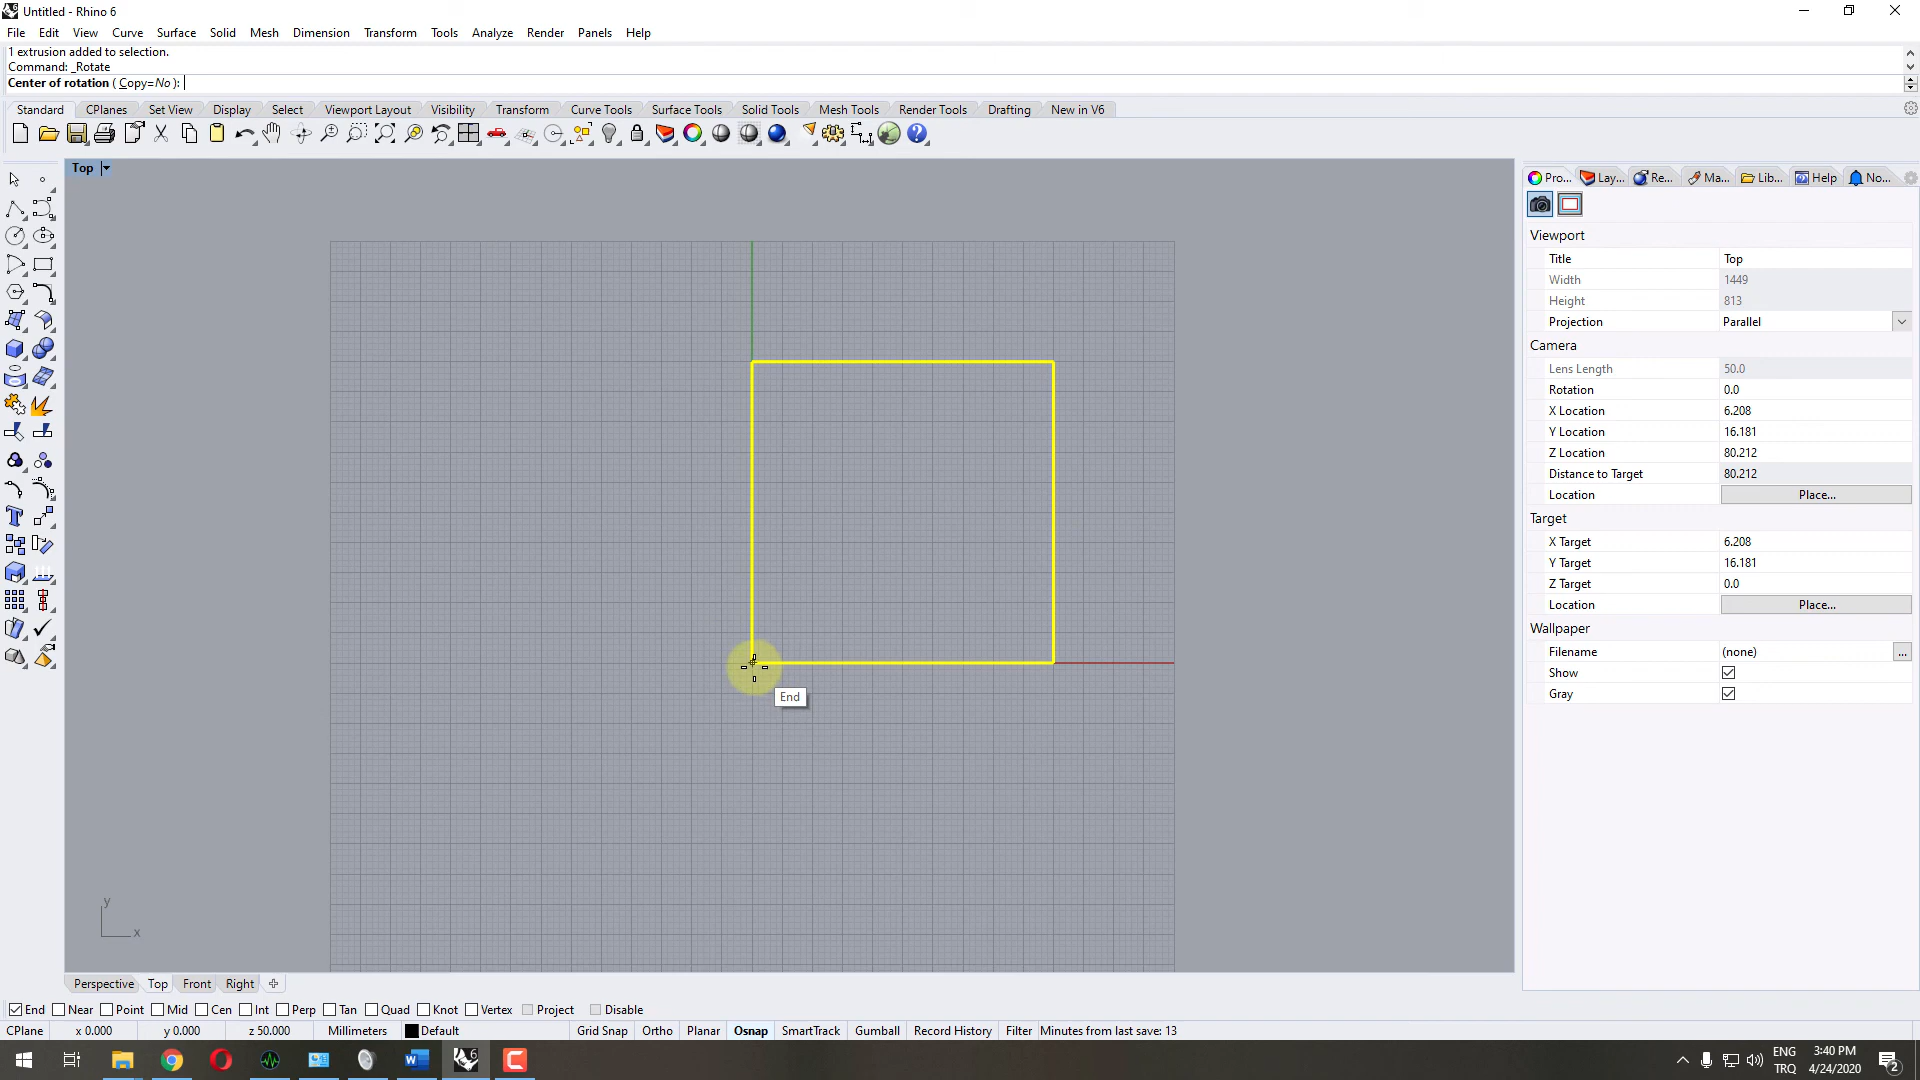 Untitled - Rhino 6
File Edit View Curve Surface Solid Mesh Dimension Transform Tools Analyze Render Panels Help
1 extrusion added to selection.
Command: _Rotate
Center of rotation ( Copy=No ):
Standard CPlanes Set View Display Select Viewport Layout Visibility Transform Curve Tools Surface Tools Solid Tools Mesh Tools Render Tools Drafting New in V6
Top
Pro... Lay... Re... Ma... Lib... Help No...
Viewport
Title Top
Width 1449
Height 813
Projection Parallel
Camera
Lens Length 50.0
Rotation 0.0
X Location 6.208
Y Location 16.181
Z Location 80.212
Distance to Target 80.212
Location Place...
Target
X Target 6.208
Y Target 16.181
Z Target 0.0
Location Place...
Wallpaper
Filename (none) ...
Show
Gray
End
y
x
Perspective Top Front Right
End Near Point Mid Cen Int Perp Tan Quad Knot Vertex Project Disable
CPlane x 0.000 y 0.000 z 50.000 Millimeters Default Grid Snap Ortho Planar Osnap SmartTrack Gumball Record History Filter Minutes from last save: 13
ENG 3:40 PM
TRQ 4/24/2020 2